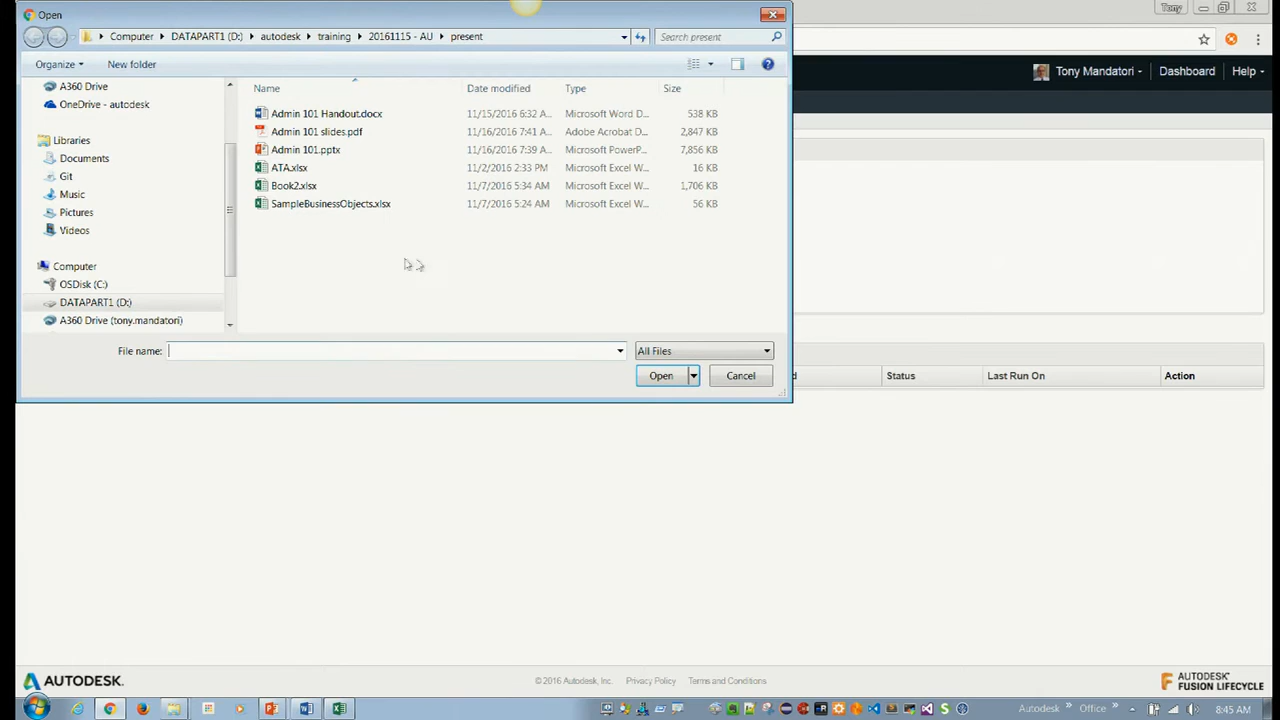 Open
Tony
Computer
DATAPART1 (D:)
autodesk
training
20161115 - AU
present
Search present
Organize
New folder
Tony Mandatori
Dashboard
Help
Name
Date modified
Type
Size
A360 Drive
OneDrive - autodesk
Libraries
Documents
Git
Music
Pictures
Videos
Computer
OSDisk (C:)
DATAPART1 (D:)
A360 Drive (tony.mandatori)
Admin 101 Handout.docx 11/15/2016 6:32 A... Microsoft Word D... 538 KB
Admin 101 slides.pdf 11/16/2016 7:41 A... Adobe Acrobat D... 2,847 KB
Admin 101.pptx 11/16/2016 7:39 A... Microsoft PowerP... 7,856 KB
ATA.xlsx 11/2/2016 2:33 PM Microsoft Excel W... 16 KB
Book2.xlsx 11/7/2016 5:34 AM Microsoft Excel W... 1,706 KB
SampleBusinessObjects.xlsx 11/7/2016 5:24 AM Microsoft Excel W... 56 KB
File name:
All Files
Open
Cancel
Status
Last Run On
Action
AUTODESK.
© 2016 Autodesk, Inc. Privacy Policy Terms and Conditions
AUTODESK
FUSION LIFECYCLE
Autodesk »
Office »
8:45 AM